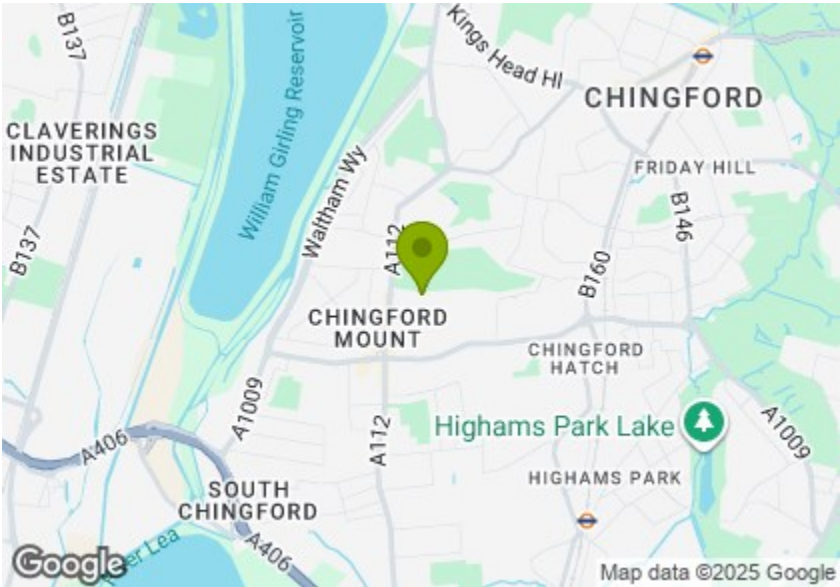 B137
William Girling Reservoir
Kings Head Hl
CHINGFORD
CLAVERINGS
INDUSTRIAL
ESTATE
Waltham Wy
FRIDAY HILL
B146
A112
B137
B160
CHINGFORD
MOUNT
CHINGFORD
HATCH
A1009
A112
Highams Park Lake
A1009
A406
HIGHAMS PARK
SOUTH
CHINGFORD
A406
Lea
Google
Map data ©2025 Google